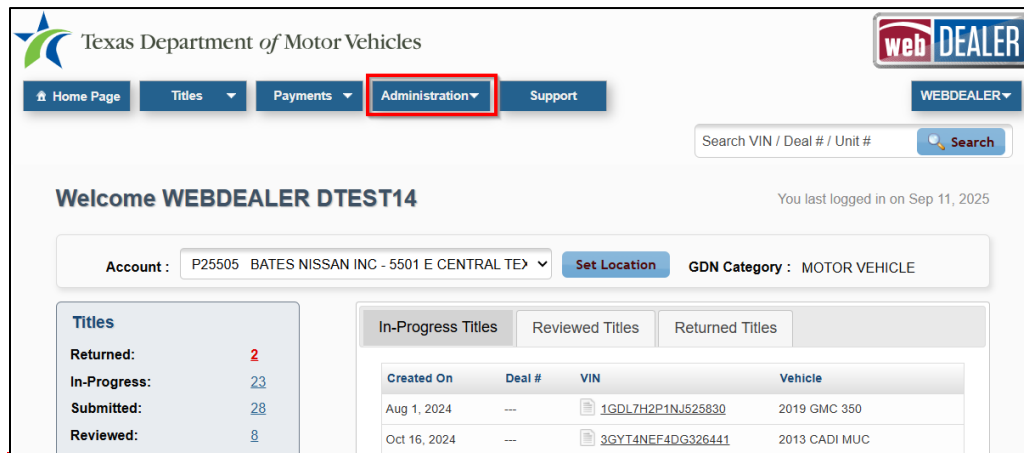 Texas Department of Motor Vehicles
web DEALER
Home Page Titles Payments Administration Support WEBDEALER
Search VIN / Deal # / Unit # Search
Welcome WEBDEALER DTEST14 You last logged in on Sep 11, 2025
Account : P25505 BATES NISSAN INC - 5501 E CENTRAL TEX Set Location GDN Category : MOTOR VEHICLE
Titles
Returned: 2
In-Progress: 23
Submitted: 28
Reviewed: 8
In-Progress Titles Reviewed Titles Returned Titles
Created On Deal # VIN Vehicle
Aug 1, 2024 --- 1GDL7H2P1NJ525830 2019 GMC 350
Oct 16, 2024 --- 3GYT4NEF4DG326441 2013 CADI MUC